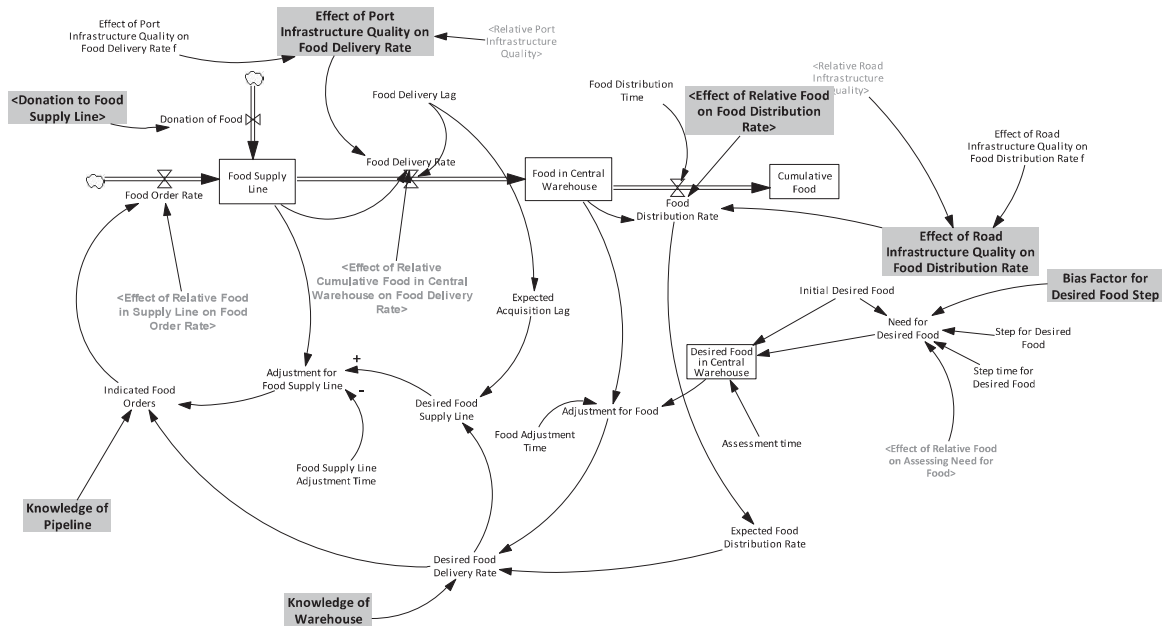 Effect of Port
Infrastructure Quality on
Food Delivery Rate f
Effect of Port
Infrastructure Quality on
Food Delivery Rate
<Relative Port
Inftrastructure
Quality>
<Donation to Food
Supply Line>
Donation of Food
Food Delivery Lag
Food Distribution
Time
<Effect of Relative Food
on Food Distribution
Rate>
<Relative Road
Inftrastructure
Quality>
Effect of Road
Infrastructure Quality on
Food Distribution Rate f
Food Order Rate
Food Supply
Line
Food Delivery Rate
Food in Central
Warehouse
Food
Distribution Rate
Cumulative
Food
Effect of Road
Infrastructure Quality on
Food Distribution Rate
Bias Factor for
Desired Food Step
<Effect of Relative Food
in Supply Line on Food
Order Rate>
<Effect of Relative
Cumulative Food in Central
Warehouse on Food Delivery
Rate>
Expected
Acquisition Lag
Initial Desired Food
Need for
Desired Food
Step for Desired
Food
Step time for
Desired Food
Desired Food
in Central
Warehouse
Indicated Food
Orders
Adjustment for
Food Supply Line
+
-
Desired Food
Supply Line
Adjustment for Food
Food Adjustment
Time
Assessment time
<Effect of Relative Food
on Assessing Need for
Food>
Food Supply Line
Adjustment Time
Knowledge of
Pipeline
Desired Food
Delivery Rate
Expected Food
Distribution Rate
Knowledge of
Warehouse